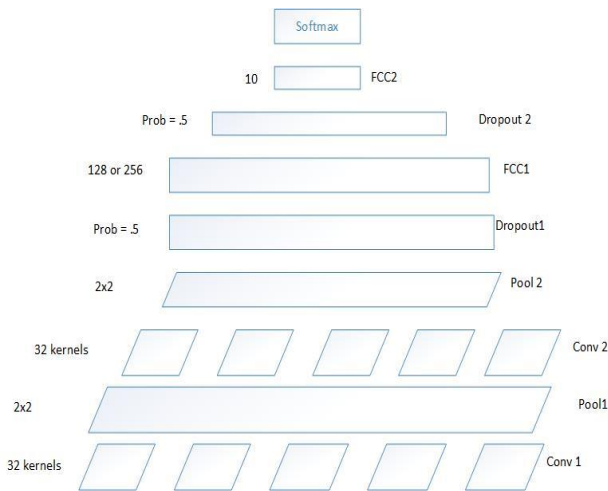 Softmax
10 FCC2
Prob = .5 Dropout 2
128 or 256 FCC1
Prob = .5 Dropout1
2x2 Pool 2
32 kernels Conv 2
2x2 Pool1
32 kernels Conv 1